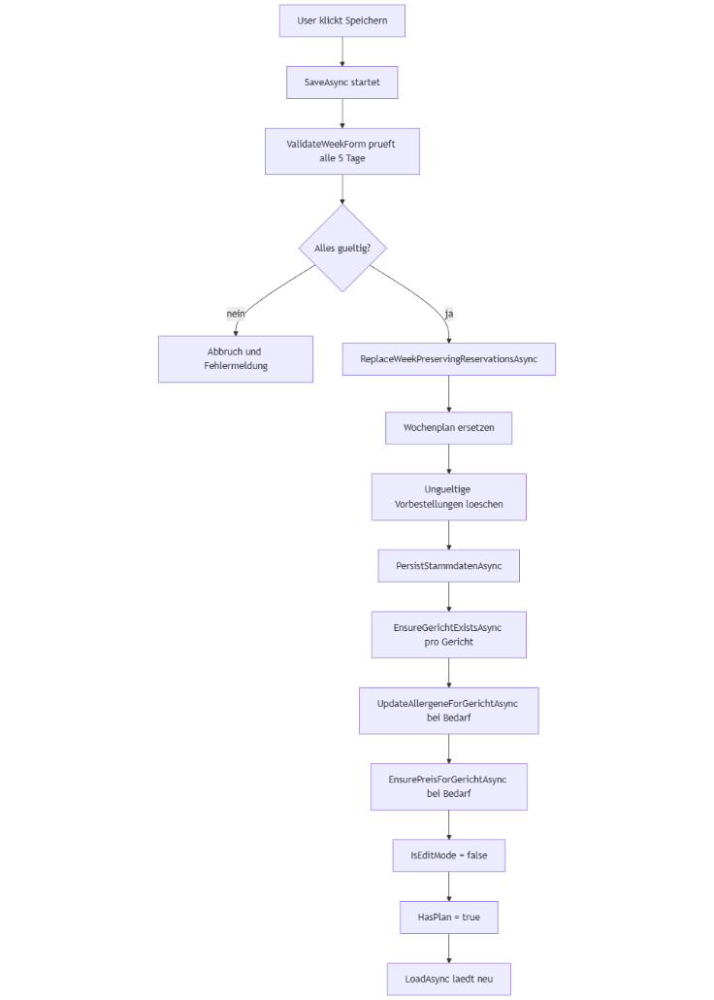 User klickt Speichern
SaveAsync startet
ValidateWeekForm prueft
alle 5 Tage
Alles gueltig?
nein
ja
Abbruch und
Fehlermeldung
ReplaceWeekPreservingReservationsAsync
Wochenplan ersetzen
Ungueltige
Vorbestellungen loeschen
PersistStammdatenAsync
EnsureGerichtExistsAsync
pro Gericht
UpdateAllergeneForGerichtAsync
bei Bedarf
EnsurePreisForGerichtAsync
bei Bedarf
IsEditMode = false
HasPlan = true
LoadAsync laedt neu